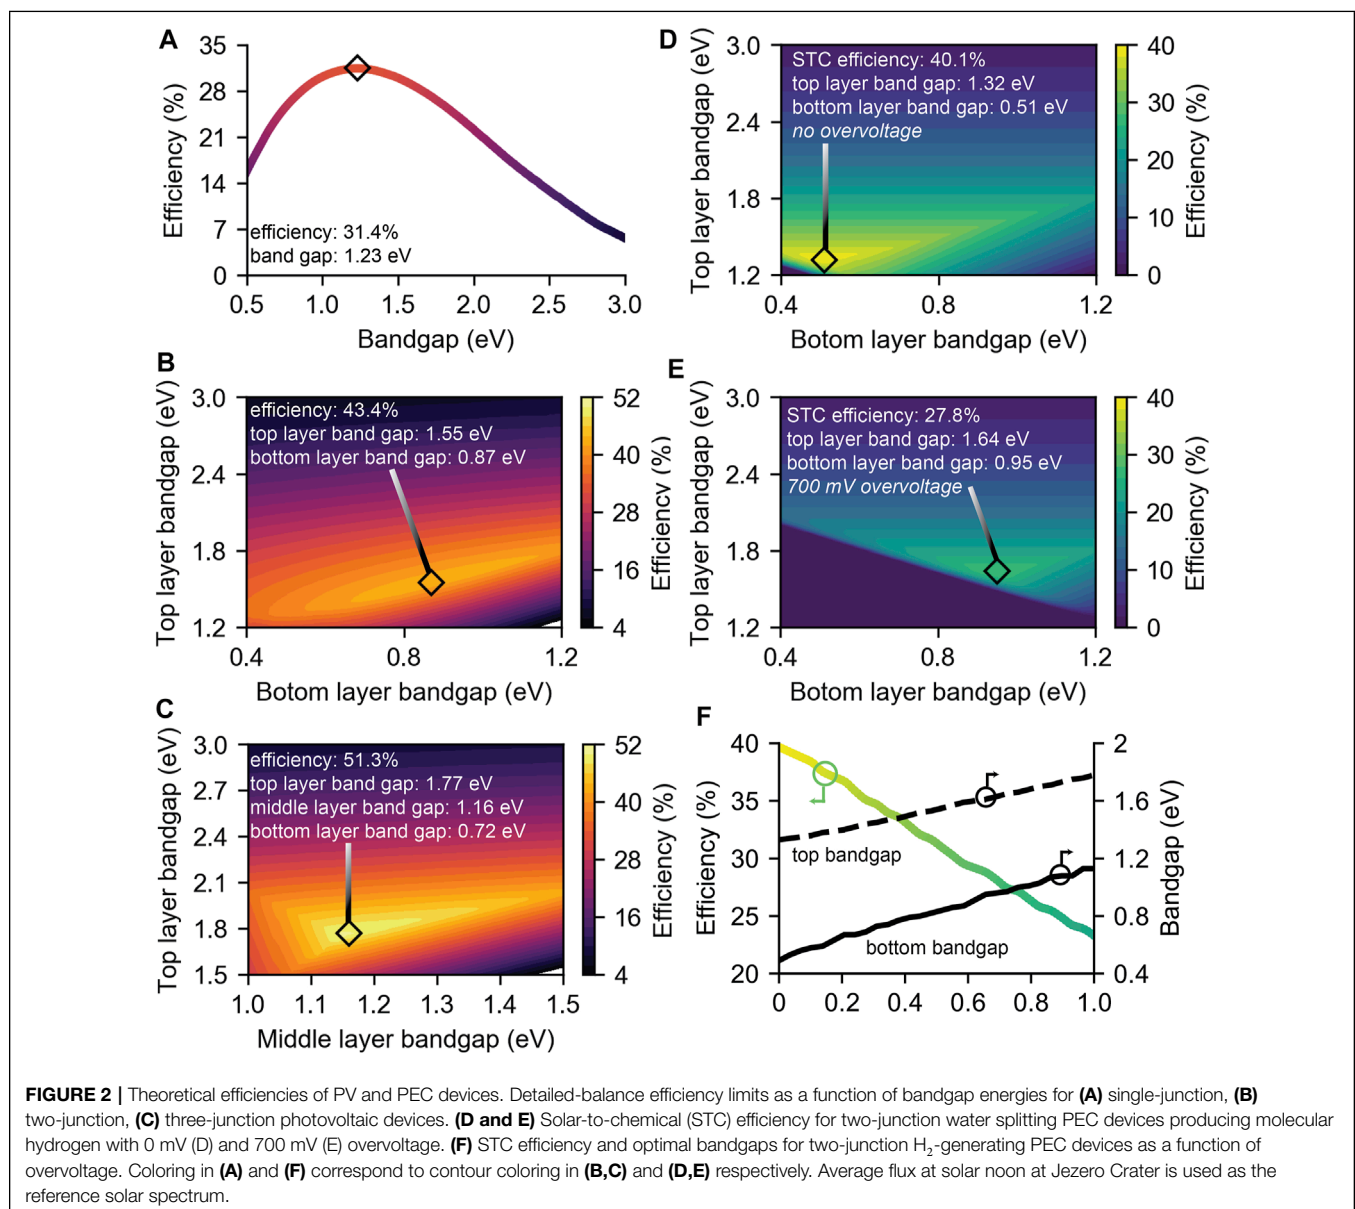 A
35
28
21
14
7
0
Efficiency (%)
efficiency: 31.4%
band gap: 1.23 eV
0.5 1.0 1.5 2.0 2.5 3.0
Bandgap (eV)
D
3.0
2.4
1.8
1.2
Top layer bandgap (eV)
STC efficiency: 40.1%
top layer band gap: 1.32 eV
bottom layer band gap: 0.51 eV
no overvoltage
0.4 0.8 1.2
Botom layer bandgap (eV)
40
30
20
10
0
Efficiency (%)
B
3.0
2.4
1.8
1.2
Top layer bandgap (eV)
efficiency: 43.4%
top layer band gap: 1.55 eV
bottom layer band gap: 0.87 eV
0.4 0.8 1.2
Botom layer bandgap (eV)
52
40
28
16
4
Efficiency (%)
E
3.0
2.4
1.8
1.2
Top layer bandgap (eV)
STC efficiency: 27.8%
top layer band gap: 1.64 eV
bottom layer band gap: 0.95 eV
700 mV overvoltage
0.4 0.8 1.2
Botom layer bandgap (eV)
40
30
20
10
0
Efficiency (%)
C
3.0
2.7
2.4
2.1
1.8
1.5
Top layer bandgap (eV)
efficiency: 51.3%
top layer band gap: 1.77 eV
middle layer band gap: 1.16 eV
bottom layer band gap: 0.72 eV
1.0 1.1 1.2 1.3 1.4 1.5
Middle layer bandgap (eV)
52
40
28
16
4
Efficiency (%)
F
40
35
30
25
20
Efficiency (%)
top bandgap
bottom bandgap
0 0.2 0.4 0.6 0.8 1.0
2
1.6
1.2
0.8
0.4
Bandgap (eV)
FIGURE 2 | Theoretical efficiencies of PV and PEC devices. Detailed-balance efficiency limits as a function of bandgap energies for (A) single-junction, (B)
two-junction, (C) three-junction photovoltaic devices. (D and E) Solar-to-chemical (STC) efficiency for two-junction water splitting PEC devices producing molecular
hydrogen with 0 mV (D) and 700 mV (E) overvoltage. (F) STC efficiency and optimal bandgaps for two-junction H₂-generating PEC devices as a function of
overvoltage. Coloring in (A) and (F) correspond to contour coloring in (B,C) and (D,E) respectively. Average flux at solar noon at Jezero Crater is used as the
reference solar spectrum.